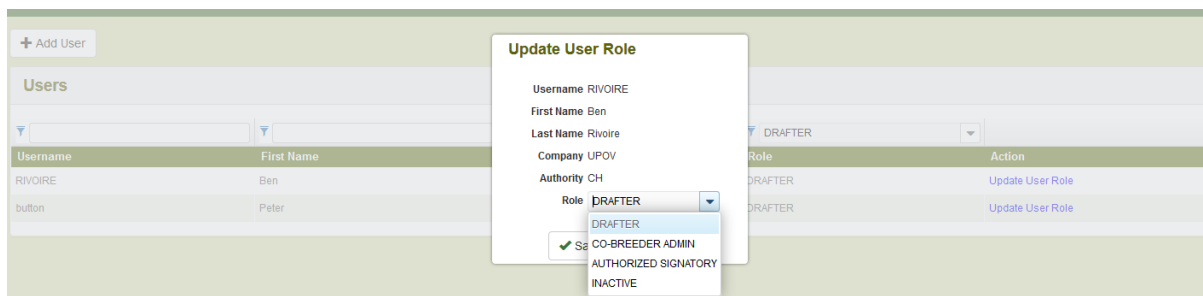 + Add User
Update User Role
Users
Username RIVOIRE
First Name Ben
Last Name Rivoire
DRAFTER
Company UPOV
Username First Name Role Action
Authority CH
RIVOIRE Ben DRAFTER Update User Role
Role DRAFTER
button Peter DRAFTER Update User Role
DRAFTER
Sa
CO-BREEDER ADMIN
AUTHORIZED SIGNATORY
INACTIVE